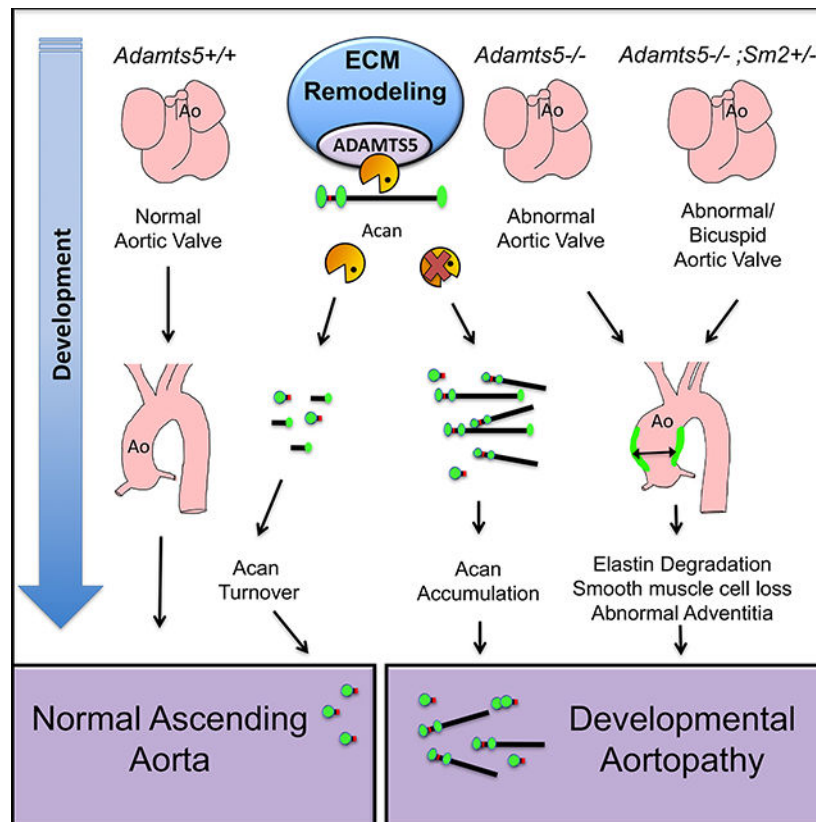 Adamts5+/+
ECM
Remodeling
ADAMTS5
Adamts5-/-
Adamts5-/- ;Sm2+/-
Ao
Ao
Ao
Normal
Aortic Valve
Acan
Abnormal
Aortic Valve
Abnormal/
Bicuspid
Aortic Valve
Development
Ao
Ao
Acan
Turnover
Acan
Accumulation
Elastin Degradation
Smooth muscle cell loss
Abnormal Adventitia
Normal Ascending
Aorta
Developmental
Aortopathy